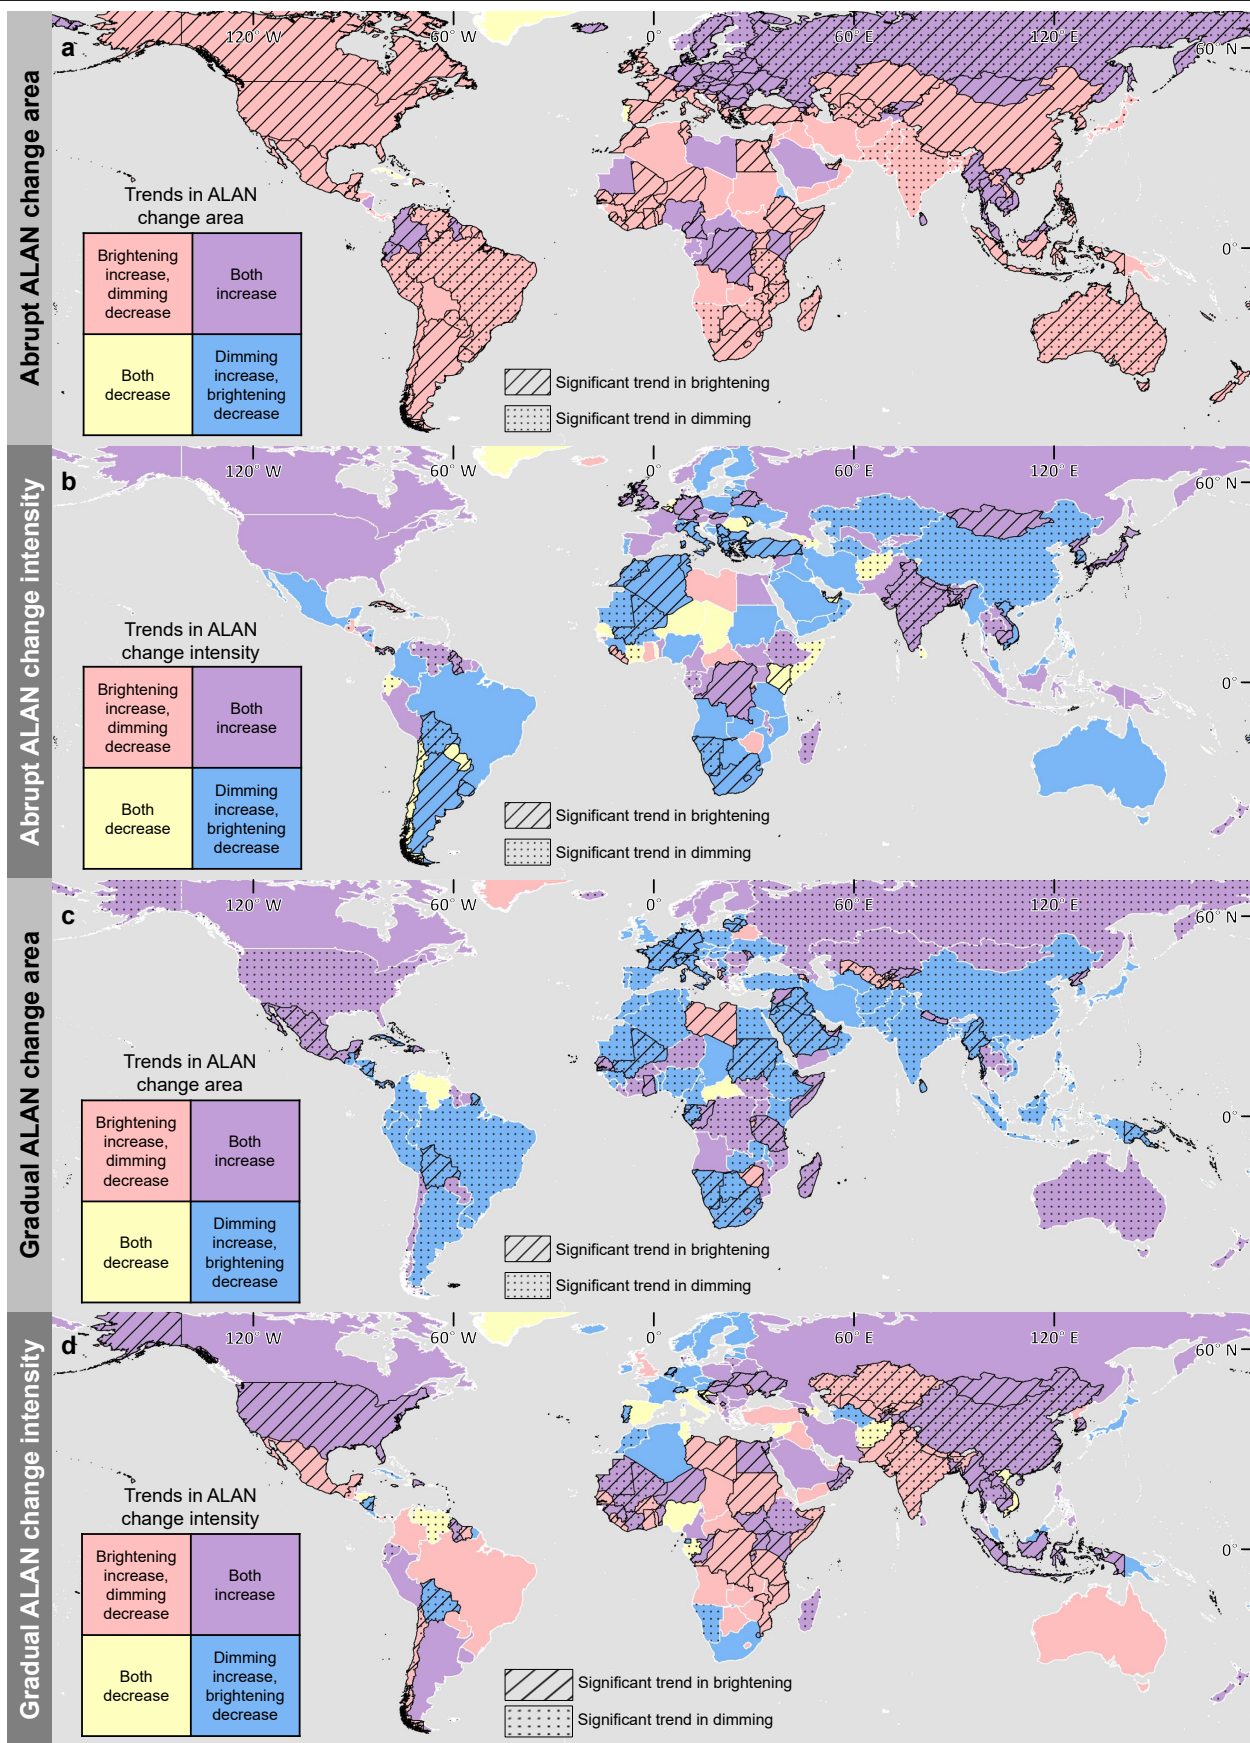 Abrupt ALAN change area
a
120° W
60° W
0°
60° E
120° E
60° N
0°
Trends in ALAN
change area
Brightening
increase,
dimming
decrease
Both
increase
Both
decrease
Dimming
increase,
brightening
decrease
Significant trend in brightening
Significant trend in dimming
Abrupt ALAN change intensity
b
120° W
60° W
0°
60° E
120° E
60° N
0°
Trends in ALAN
change intensity
Brightening
increase,
dimming
decrease
Both
increase
Both
decrease
Dimming
increase,
brightening
decrease
Significant trend in brightening
Significant trend in dimming
Gradual ALAN change area
c
120° W
60° W
0°
60° E
120° E
60° N
0°
Trends in ALAN
change area
Brightening
increase,
dimming
decrease
Both
increase
Both
decrease
Dimming
increase,
brightening
decrease
Significant trend in brightening
Significant trend in dimming
Gradual ALAN change intensity
d
120° W
60° W
0°
60° E
120° E
60° N
0°
Trends in ALAN
change intensity
Brightening
increase,
dimming
decrease
Both
increase
Both
decrease
Dimming
increase,
brightening
decrease
Significant trend in brightening
Significant trend in dimming